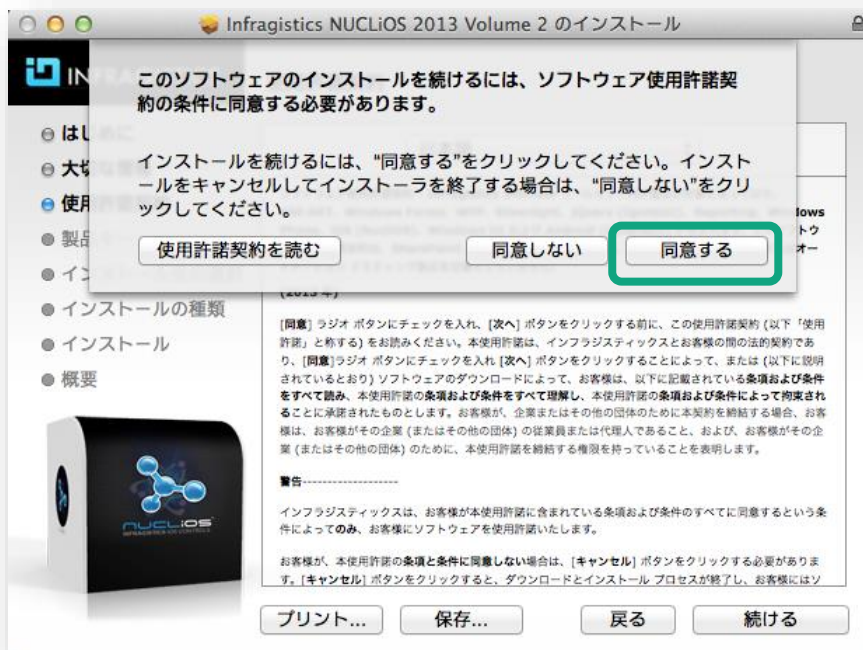 Infragistics NUCLiOS 2013 Volume 2 のインストール
IN
このソフトウェアのインストールを続けるには、ソフトウェア使用許諾契
約の条件に同意する必要があります。
インストールを続けるには、“同意する”をクリックしてください。インスト
ールをキャンセルしてインストーラを終了する場合は、“同意しない”をクリ
ックしてください。
使用許諾契約を読む
同意しない
同意する
はじ
大切
使用
製品
イン
インストールの種類
インストール
概要
lows
トウ
オー
(2013 年)
[同意] ラジオ ボタンにチェックを入れ、[次へ] ボタンをクリックする前に、この使用許諾契約 (以下「使用
許諾」と称する) をお読みください。本使用許諾は、インフラジスティックスとお客様の間の法的契約であ
り、[同意]ラジオ ボタンにチェックを入れ [次へ] ボタンをクリックすることによって、または (以下に説明
されているとおり) ソフトウェアのダウンロードによって、お客様は、以下に記載されている条項および条件
をすべて読み、本使用許諾の条項および条件をすべて理解し、本使用許諾の条項および条件によって拘束され
ることに承諾されたものとします。お客様が、企業またはその他の団体のために本契約を締結する場合、お客
様は、お客様がその企業 (またはその他の団体) の従業員または代理人であること、および、お客様がその企
業 (またはその他の団体) のために、本使用許諾を締結する権限を持っていることを表明します。
警告-------------------
インフラジスティックスは、お客様が本使用許諾に含まれている条項および条件のすべてに同意するという条
件によってのみ、お客様にソフトウェアを使用許諾いたします。
お客様が、本使用許諾の条項と条件に同意しない場合は、[キャンセル] ボタンをクリックする必要がありま
す。[キャンセル] ボタンをクリックすると、ダウンロードとインストール プロセスが終了し、お客様にはソ
NUCLiOS
INFRAGISTICS iOS CONTROLS
プリント...
保存...
戻る
続ける